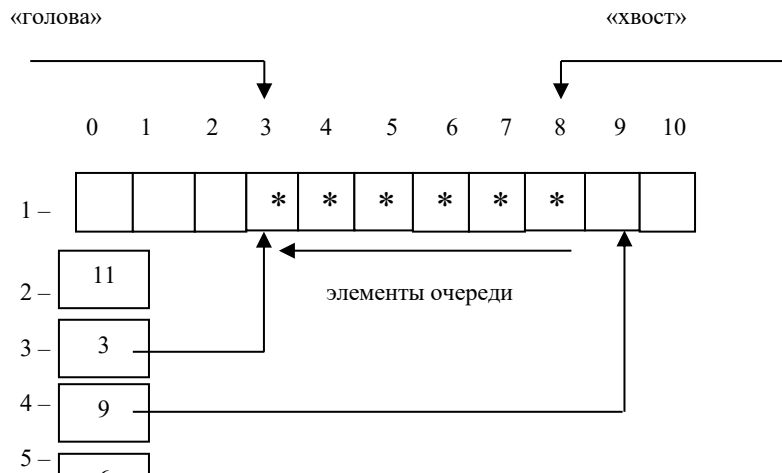 «голова» «хвост»
0 1 2 3 4 5 6 7 8 9 10
1 – * * * * * *
11
2 – элементы очереди
3 – 3
4 – 9
5 –